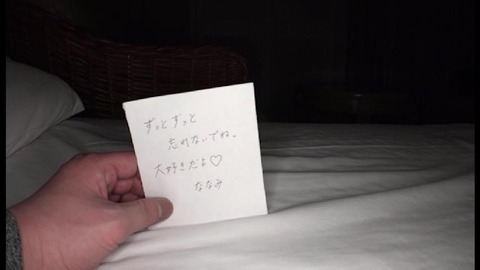 ずっとずっと
忘れないでね。
大好きだよ♡
ななみ